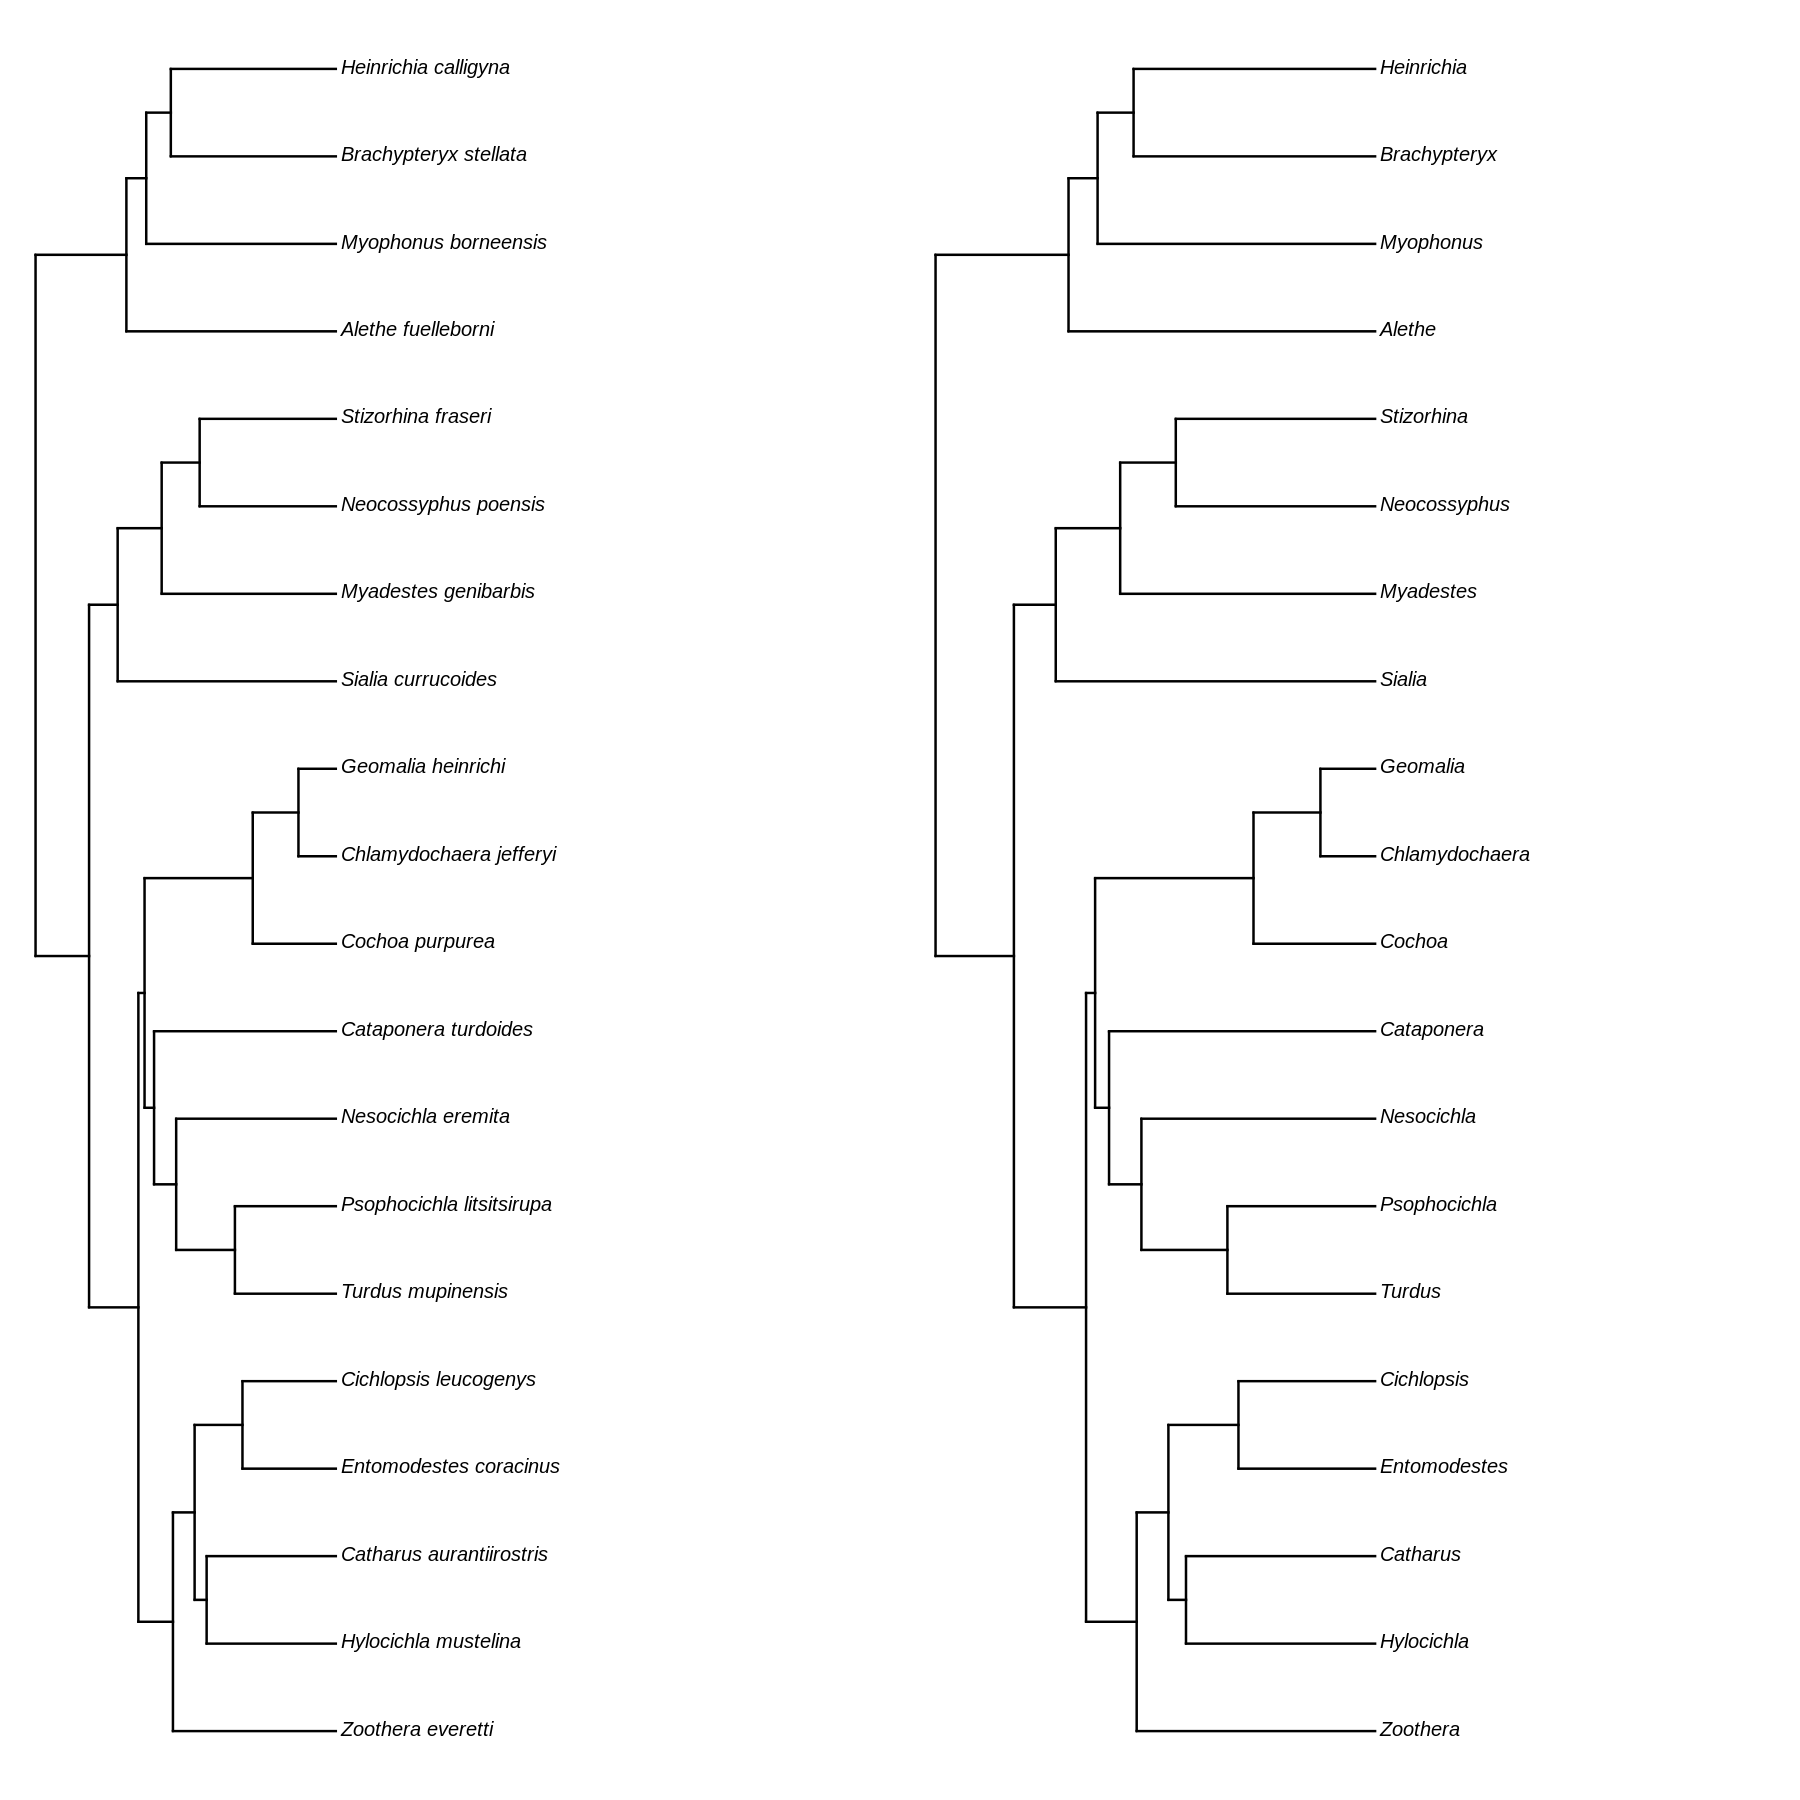 Heinrichia calligyna
Brachypteryx stellata
Myophonus borneensis
Alethe fuelleborni
Stizorhina fraseri
Neocossyphus poensis
Myadestes genibarbis
Sialia currucoides
Geomalia heinrichi
Chlamydochaera jefferyi
Cochoa purpurea
Cataponera turdoides
Nesocichla eremita
Psophocichla litsitsirupa
Turdus mupinensis
Cichlopsis leucogenys
Entomodestes coracinus
Catharus aurantiirostris
Hylocichla mustelina
Zoothera everetti
Heinrichia
Brachypteryx
Myophonus
Alethe
Stizorhina
Neocossyphus
Myadestes
Sialia
Geomalia
Chlamydochaera
Cochoa
Cataponera
Nesocichla
Psophocichla
Turdus
Cichlopsis
Entomodestes
Catharus
Hylocichla
Zoothera